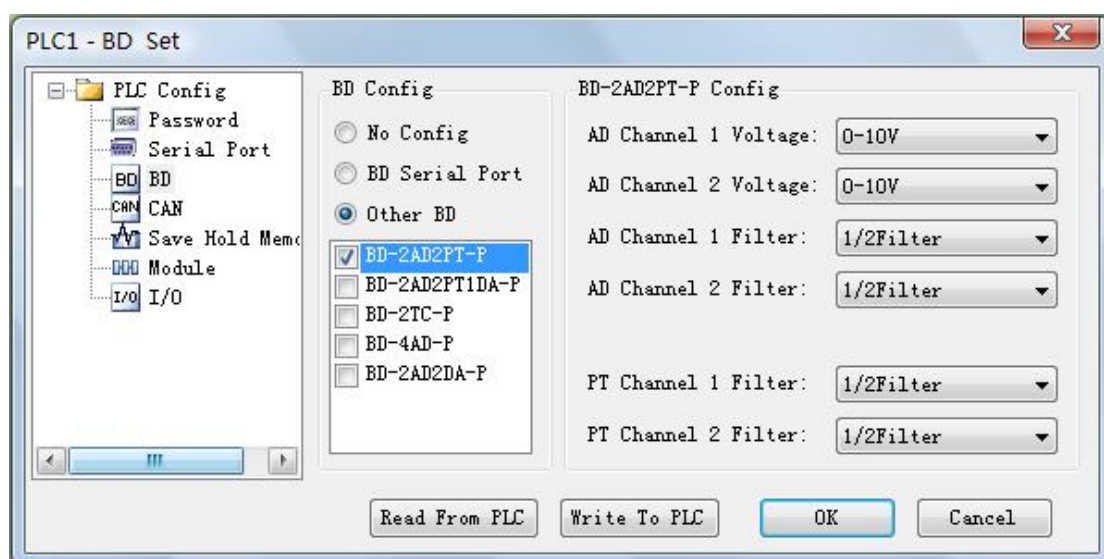 PLC1 - BD Set
PLC Config
Password
Serial Port
BD BD
CAN CAN
Save Hold Memo
Module
I/O I/O
BD Config
No Config
BD Serial Port
Other BD
BD-2AD2PT-P
BD-2AD2PT1DA-P
BD-2TC-P
BD-4AD-P
BD-2AD2DA-P
BD-2AD2PT-P Config
AD Channel 1 Voltage: 0-10V
AD Channel 2 Voltage: 0-10V
AD Channel 1 Filter: 1/2Filter
AD Channel 2 Filter: 1/2Filter
PT Channel 1 Filter: 1/2Filter
PT Channel 2 Filter: 1/2Filter
Read From PLC Write To PLC OK Cancel